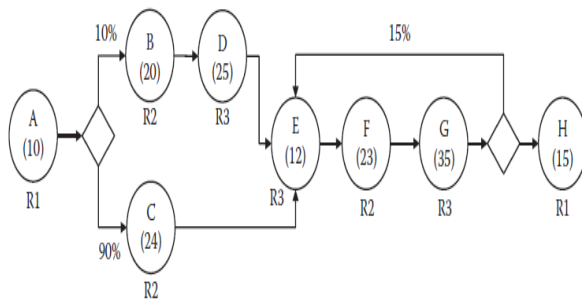 10%
B
(20)
R2
D
(25)
R3
15%
A
(10)
R1
E
(12)
R3
F
(23)
R2
G
(35)
R3
H
(15)
R1
90%
C
(24)
R2